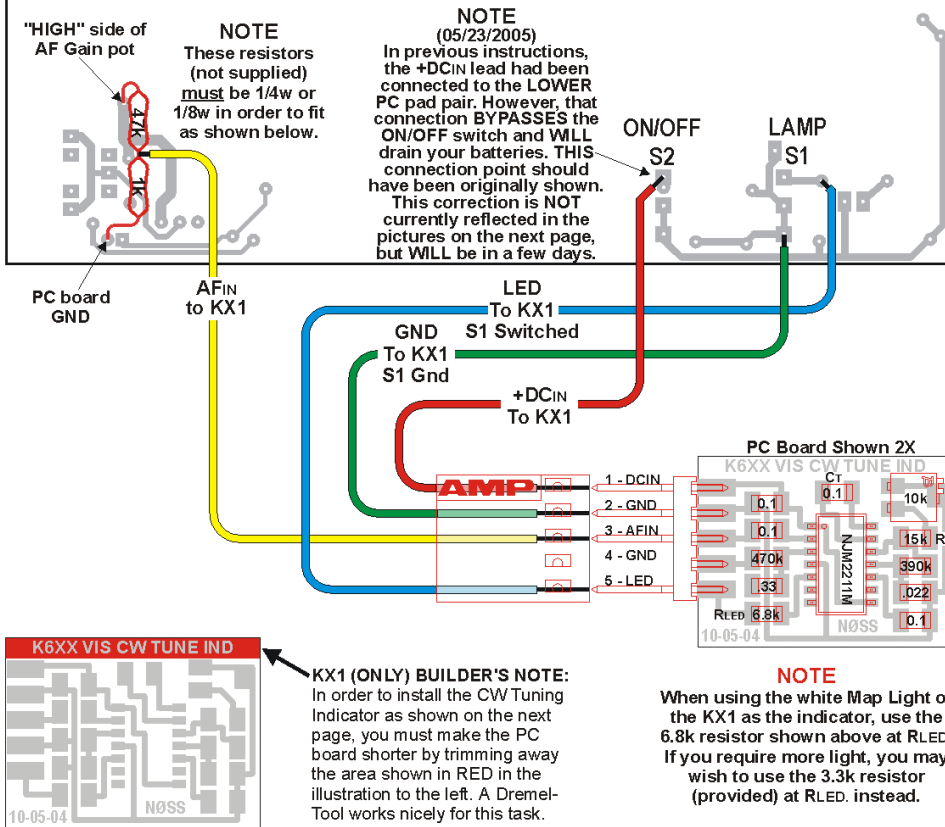 "HIGH" side of
AF Gain pot
NOTE
These resistors
(not supplied)
must be 1/4w or
1/8w in order to fit
as shown below.
NOTE
(05/23/2005)
In previous instructions,
the +DCIN lead had been
connected to the LOWER
PC pad pair. However, that
connection BYPASSES the
ON/OFF switch and WILL
drain your batteries. THIS
connection point should
have been originally shown.
This correction is NOT
currently reflected in the
pictures on the next page,
but WILL be in a few days.
ON/OFF
S2
LAMP
S1
47k
1k
PC board
GND
AFIN
to KX1
LED
To KX1
S1 Switched
GND
To KX1
S1 Gnd
+DCIN
To KX1
AMP
1 - DCIN
2 - GND
3 - AFIN
4 - GND
5 - LED
PC Board Shown 2X
K6XX VIS CW TUNE IND
CT
0.1
10k
0.1
0.1
470k
.33
RLED 6.8k
NJM2211M
15k R
390k
.022
0.1
10-05-04
NØSS
K6XX VIS CW TUNE IND
10-05-04
NØSS
KX1 (ONLY) BUILDER'S NOTE:
In order to install the CW Tuning
Indicator as shown on the next
page, you must make the PC
board shorter by trimming away
the area shown in RED in the
illustration to the left. A Dremel-
Tool works nicely for this task.
NOTE
When using the white Map Light o
the KX1 as the indicator, use the
6.8k resistor shown above at RLED
If you require more light, you may
wish to use the 3.3k resistor
(provided) at RLED. instead.